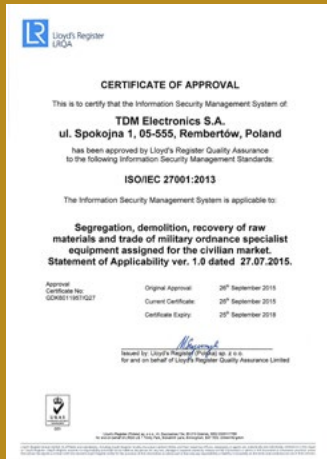 LR
Lloyd's Register
LRQA
CERTIFICATE OF APPROVAL
This is to certify that the Information Security Management System of:
TDM Electronics S.A.
ul. Spokojna 1, 05-555, Rembertów, Poland
has been approved by Lloyd's Register Quality Assurance
to the following Information Security Management Standards:
ISO/IEC 27001:2013
The Information Security Management System is applicable to:
Segregation, demolition, recovery of raw
materials and trade of military ordnance specialist
equipment assigned for the civilian market.
Statement of Applicability ver. 1.0 dated 27.07.2015.
Approval
Certificate No:
Original Approval: 26th September 2015
Current Certificate: 26th September 2015
Certificate Expiry: 25th September 2018
Issued by: Lloyd's Register (Polska) sp. z o.o.
for and on behalf of Lloyd's Register Quality Assurance Limited
UKAS